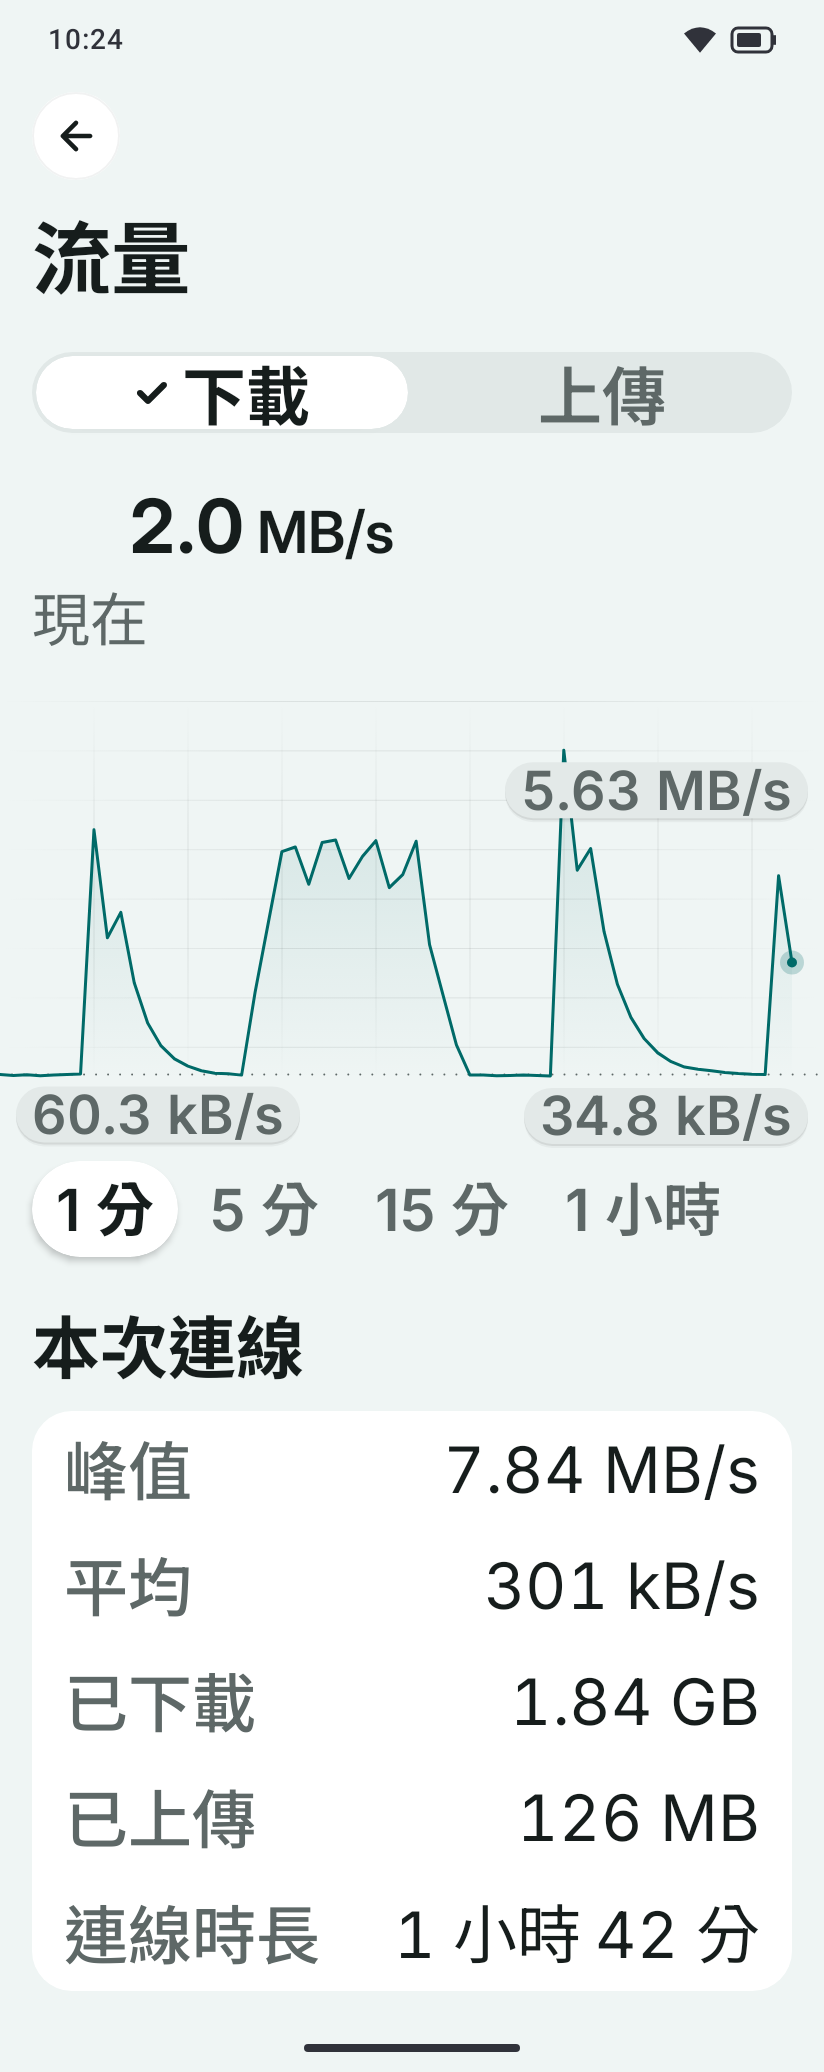 10:24
流量
下載
上傳
2.0 MB/s
現在
5.63 MB/s
60.3 kB/s
34.8 kB/s
1 分
5 分
15 分
1 小時
本次連線
峰值
7.84 MB/s
平均
301 kB/s
已下載
1.84 GB
已上傳
126 MB
連線時長
1 小時 42 分